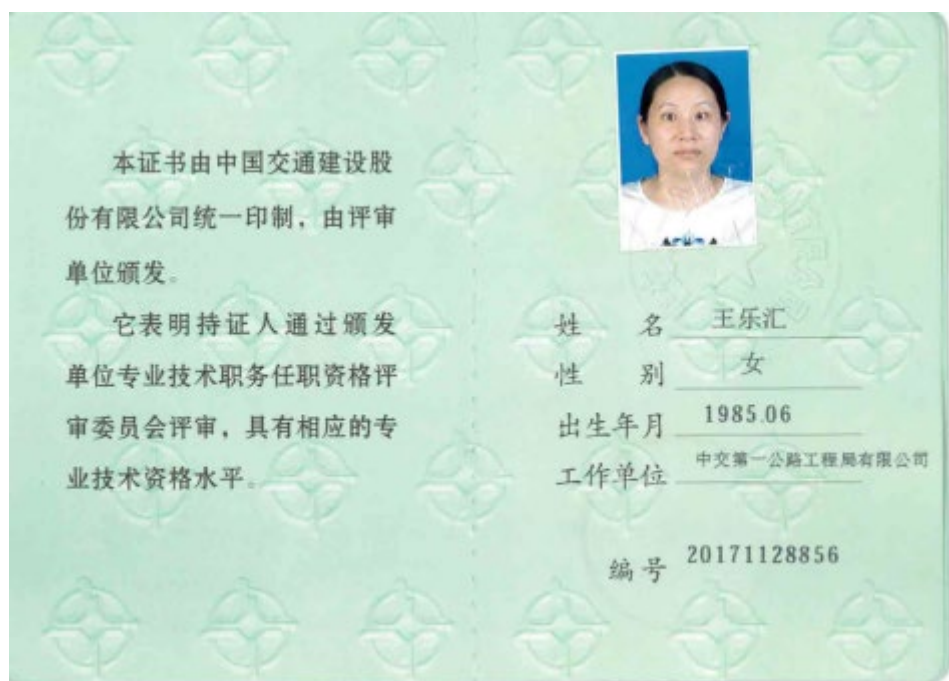 本证书由中国交通建设股
份有限公司统一印制，由评审
单位颁发。
它表明持证人通过颁发
单位专业技术职务任职资格评
审委员会评审，具有相应的专
业技术资格水平。
姓 名 王乐汇
性 别 女
出生年月 1985.06
工作单位 中交第一公路工程局有限公司
编号 20171128856